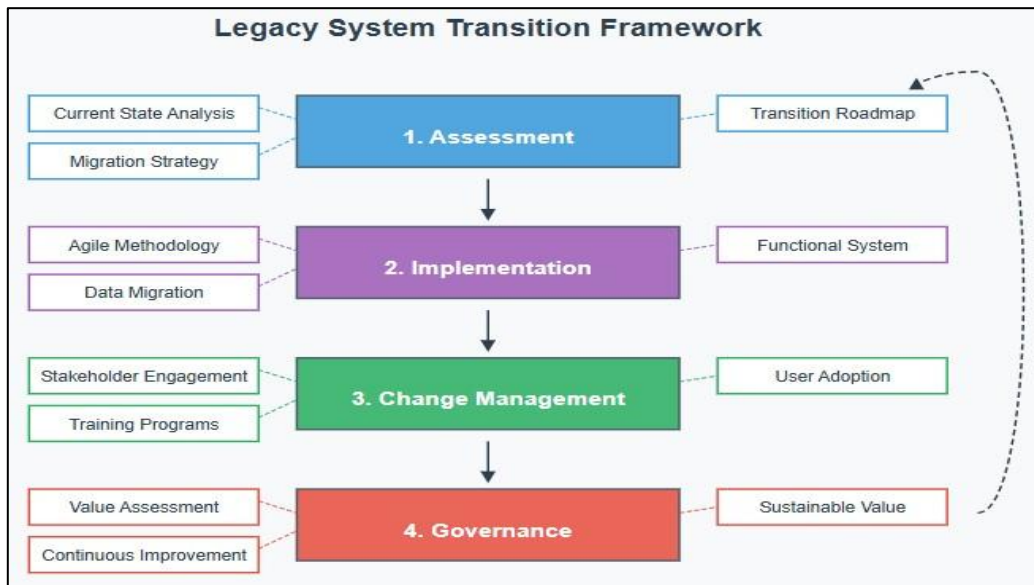 Legacy System Transition Framework
Current State Analysis
Migration Strategy
1. Assessment
Transition Roadmap
Agile Methodology
Data Migration
2. Implementation
Functional System
Stakeholder Engagement
Training Programs
3. Change Management
User Adoption
Value Assessment
Continuous Improvement
4. Governance
Sustainable Value